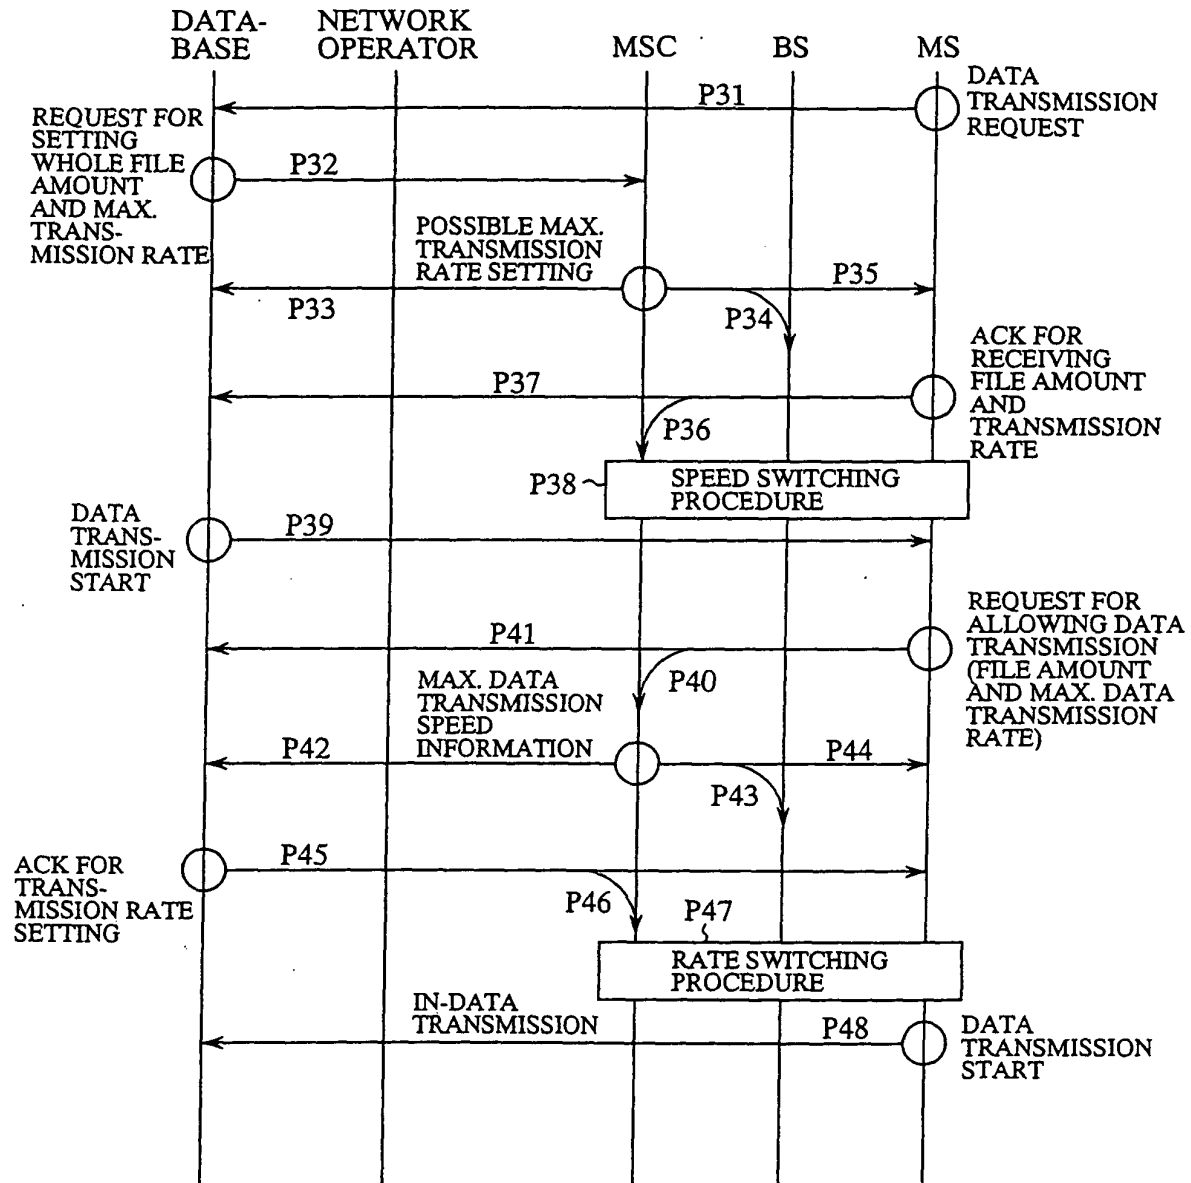 DATA-
BASE
NETWORK
OPERATOR
MSC
BS
MS
P31
DATA
TRANSMISSION
REQUEST
REQUEST FOR
SETTING
WHOLE FILE
AMOUNT
AND MAX.
TRANS-
MISSION RATE
P32
POSSIBLE MAX.
TRANSMISSION
RATE SETTING
P33
P34
P35
ACK FOR
RECEIVING
FILE AMOUNT
AND
TRANSMISSION
RATE
P37
P36
P38
SPEED SWITCHING
PROCEDURE
DATA
TRANS-
MISSION
START
P39
REQUEST FOR
ALLOWING DATA
TRANSMISSION
(FILE AMOUNT
AND MAX. DATA
TRANSMISSION
RATE)
P41
P40
MAX. DATA
TRANSMISSION
SPEED
INFORMATION
P42
P44
P43
ACK FOR
TRANS-
MISSION RATE
SETTING
P45
P46
P47
RATE SWITCHING
PROCEDURE
IN-DATA
TRANSMISSION
P48
DATA
TRANSMISSION
START